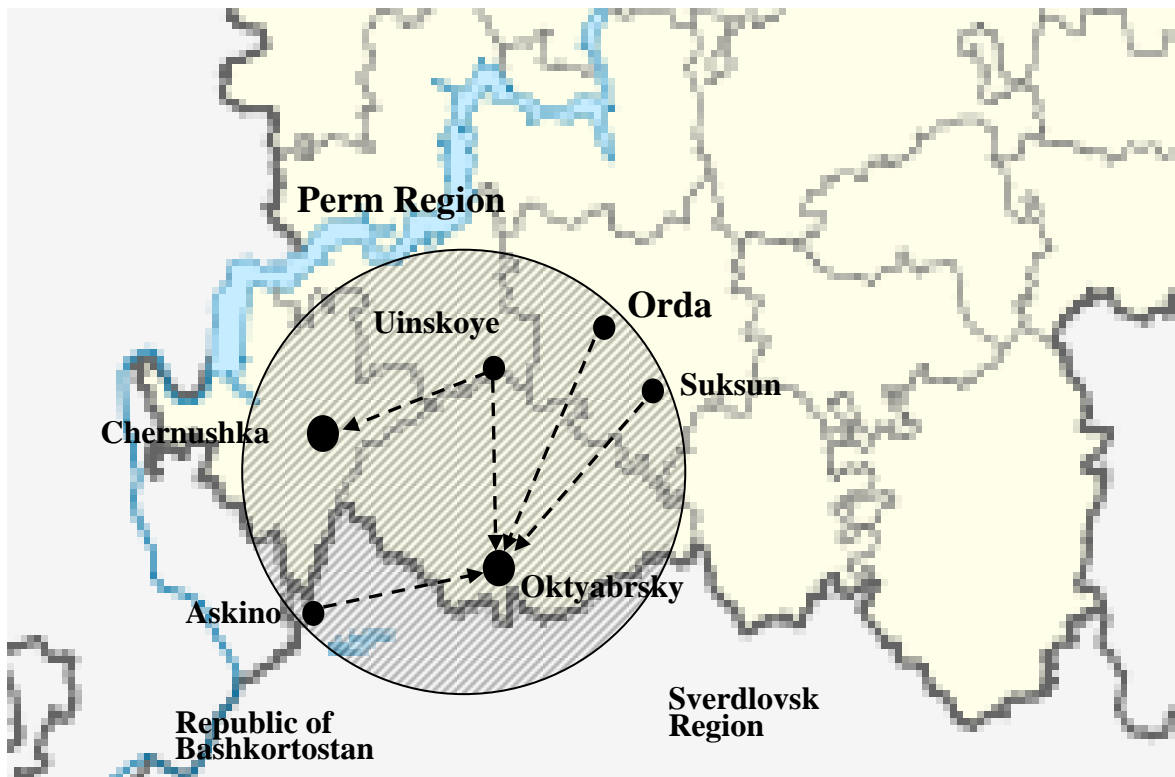 Perm Region
Orda
Uinskoye
Suksun
Chernushka
Oktyabrsky
Askino
Sverdlovsk
Region
Republic of
Bashkortostan